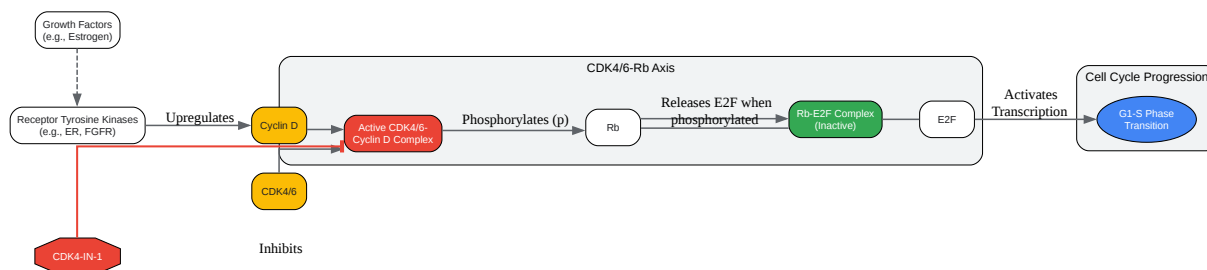 Growth Factors
(e.g., Estrogen)
Receptor Tyrosine Kinases
(e.g., ER, FGFR)
Upregulates
CDK4/6-Rb Axis
Cyclin D
CDK4/6
Active CDK4/6-
Cyclin D Complex
Phosphorylates (p)
Rb
Releases E2F when
phosphorylated
Rb-E2F Complex
(Inactive)
E2F
Activates
Transcription
Cell Cycle Progression
G1-S Phase
Transition
CDK4-IN-1
Inhibits